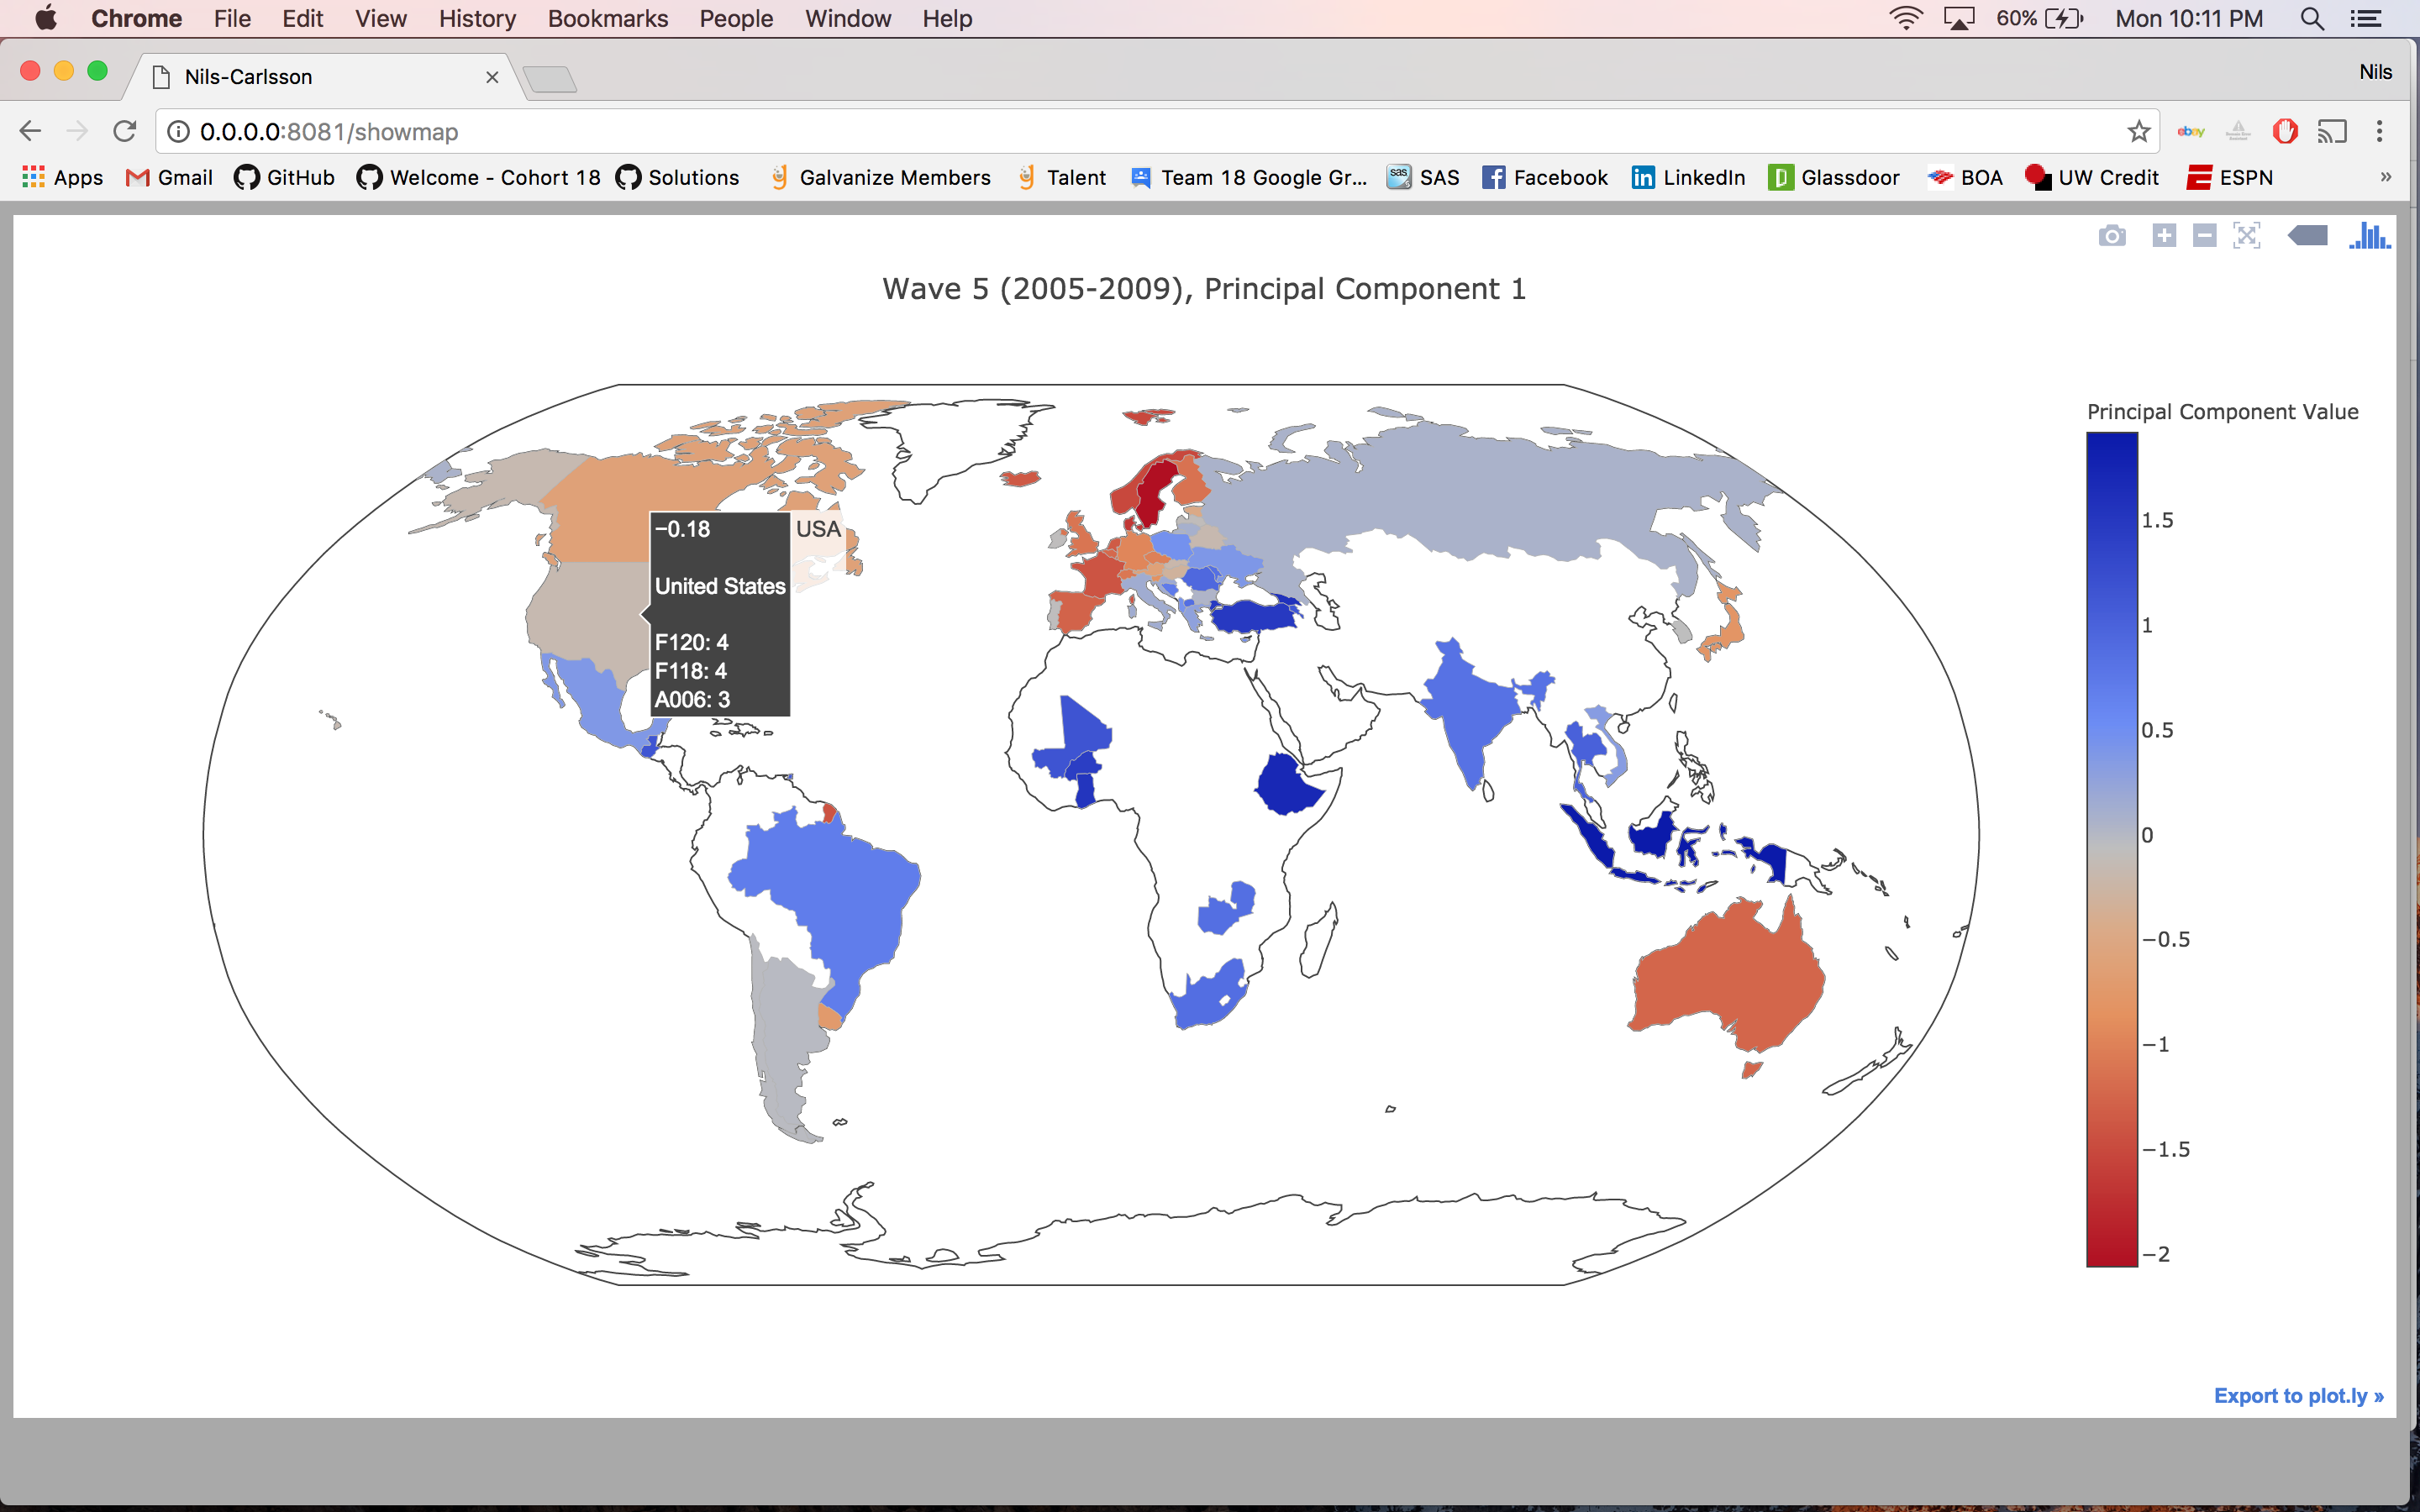 Chrome File Edit View History Bookmarks People Window Help 60% Mon 10:11 PM
Nils-Carlsson Nils
0.0.0.0:8081/showmap ebay
Apps Gmail GitHub Welcome - Cohort 18 Solutions Galvanize Members Talent Team 18 Google Gr... SAS Facebook LinkedIn Glassdoor BOA UW Credit ESPN »
Wave 5 (2005-2009), Principal Component 1
Principal Component Value
1.5
1
0.5
0
−0.5
−1
−1.5
−2
−0.18 USA
United States
F120: 4
F118: 4
A006: 3
Export to plot.ly »